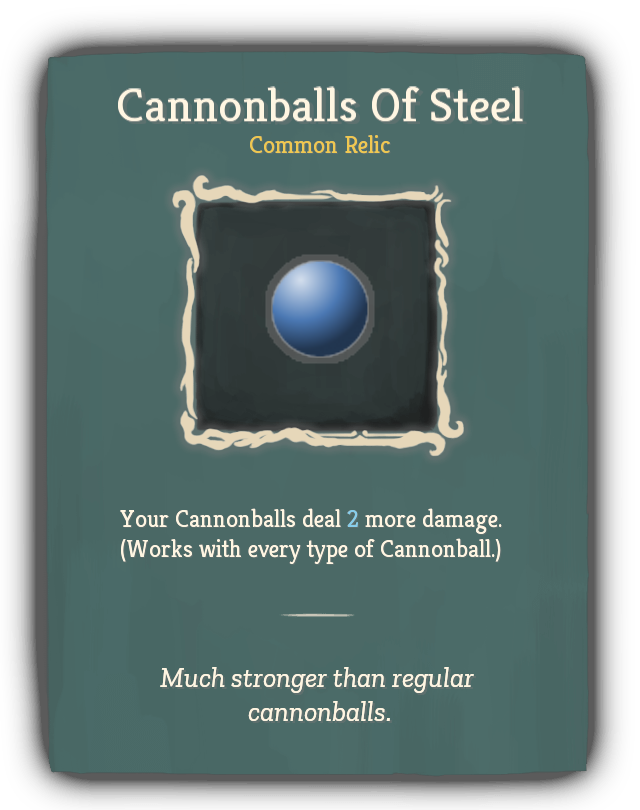 Cannonballs Of Steel
Common Relic
Your Cannonballs deal 2 more damage.
(Works with every type of Cannonball.)
Much stronger than regular
cannonballs.